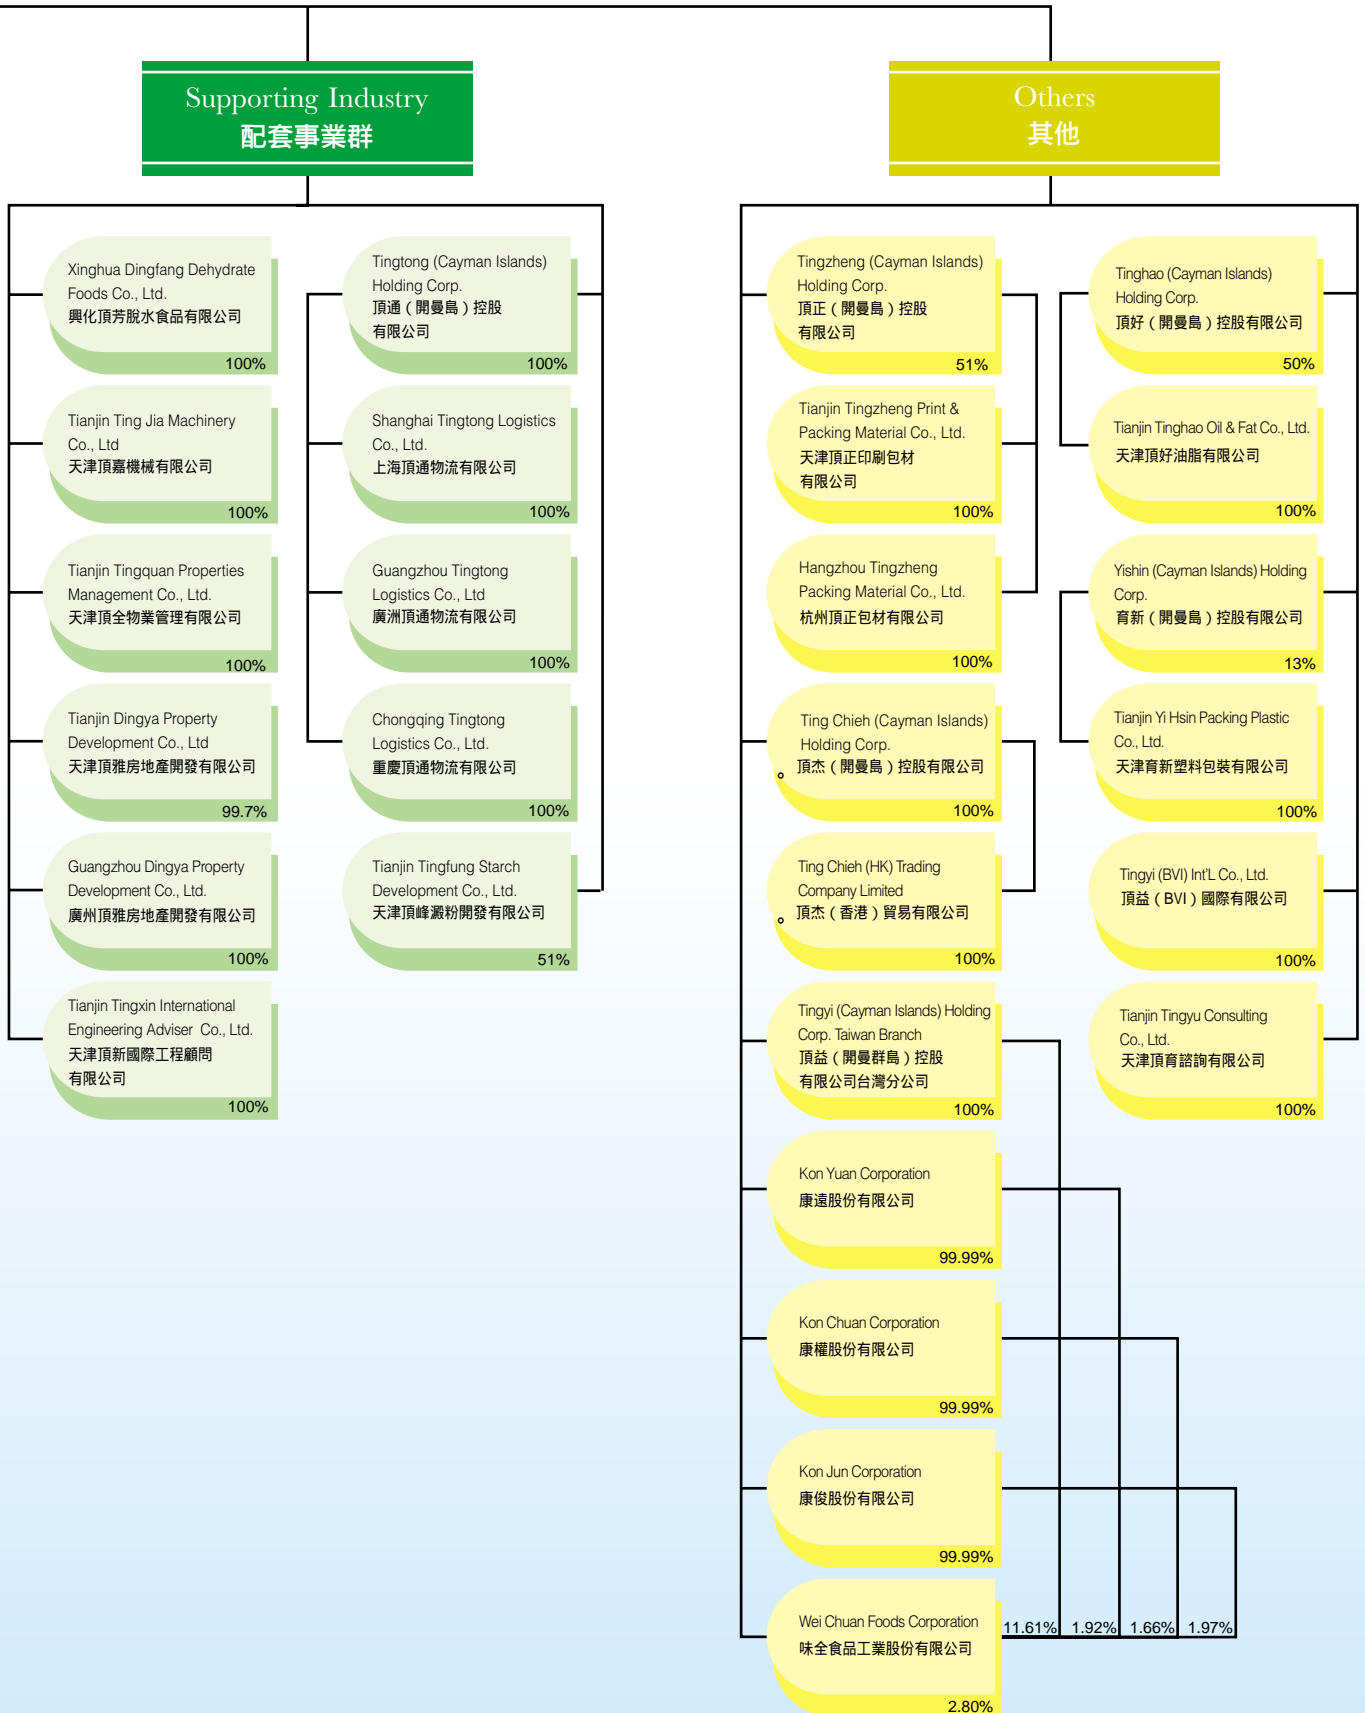 Supporting Industry
配套事業群
Xinghua Dingfang Dehydrate
Foods Co., Ltd.
興化頂芳脫水食品有限公司
100%
Tianjin Ting Jia Machinery
Co., Ltd
天津頂嘉機械有限公司
100%
Tianjin Tingquan Properties
Management Co., Ltd.
天津頂全物業管理有限公司
100%
Tianjin Dingya Property
Development Co., Ltd
天津頂雅房地產開發有限公司
99.7%
Guangzhou Dingya Property
Development Co., Ltd.
廣州頂雅房地產開發有限公司
100%
Tianjin Tingxin International
Engineering Adviser Co., Ltd.
天津頂新國際工程顧問
有限公司
100%
Tingtong (Cayman Islands)
Holding Corp.
頂通（開曼島）控股
有限公司
100%
Shanghai Tingtong Logistics
Co., Ltd.
上海頂通物流有限公司
100%
Guangzhou Tingtong
Logistics Co., Ltd
廣洲頂通物流有限公司
100%
Chongqing Tingtong
Logistics Co., Ltd.
重慶頂通物流有限公司
100%
Tianjin Tingfung Starch
Development Co., Ltd.
天津頂峰澱粉開發有限公司
51%
Others
其他
Tingzheng (Cayman Islands)
Holding Corp.
頂正（開曼島）控股
有限公司
51%
Tianjin Tingzheng Print &
Packing Material Co., Ltd.
天津頂正印刷包材
有限公司
100%
Hangzhou Tingzheng
Packing Material Co., Ltd.
杭州頂正包材有限公司
100%
Ting Chieh (Cayman Islands)
Holding Corp.
。頂杰（開曼島）控股有限公司
100%
Ting Chieh (HK) Trading
Company Limited
。頂杰（香港）貿易有限公司
100%
Tingyi (Cayman Islands) Holding
Corp. Taiwan Branch
頂益（開曼群島）控股
有限公司台灣分公司
100%
Kon Yuan Corporation
康遠股份有限公司
99.99%
Kon Chuan Corporation
康權股份有限公司
99.99%
Kon Jun Corporation
康俊股份有限公司
99.99%
Wei Chuan Foods Corporation
味全食品工業股份有限公司
2.80%
11.61% 1.92% 1.66% 1.97%
Tinghao (Cayman Islands)
Holding Corp.
頂好（開曼島）控股有限公司
50%
Tianjin Tinghao Oil & Fat Co., Ltd.
天津頂好油脂有限公司
100%
Yishin (Cayman Islands) Holding
Corp.
育新（開曼島）控股有限公司
13%
Tianjin Yi Hsin Packing Plastic
Co., Ltd.
天津育新塑料包裝有限公司
100%
Tingyi (BVI) Int'L Co., Ltd.
頂益（BVI）國際有限公司
100%
Tianjin Tingyu Consulting
Co., Ltd.
天津頂育諮詢有限公司
100%